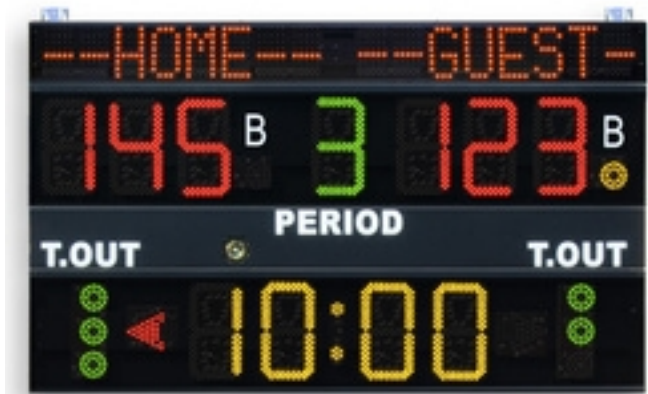 --HOME-- --GUEST-
145 B 3 123 B
PERIOD
T.OUT T.OUT
10:00